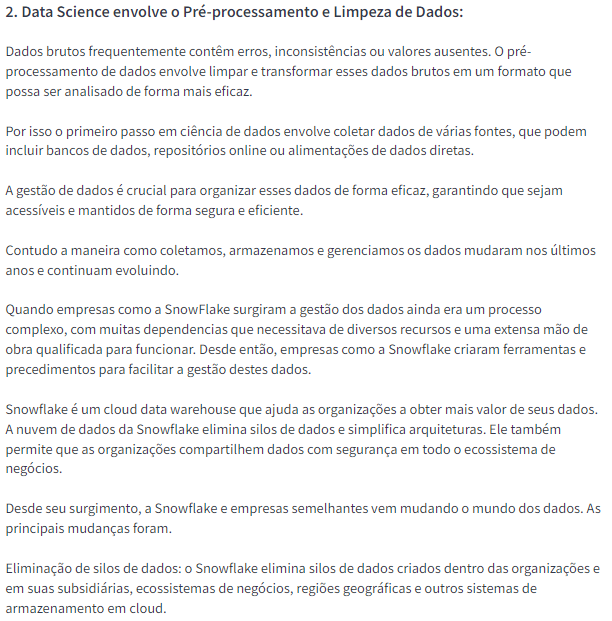 2. Data Science envolve o Pré-processamento e Limpeza de Dados:
Dados brutos frequentemente contêm erros, inconsistências ou valores ausentes. O pré-
processamento de dados envolve limpar e transformar esses dados brutos em um formato que
possa ser analisado de forma mais eficaz.
Por isso o primeiro passo em ciência de dados envolve coletar dados de várias fontes, que podem
incluir bancos de dados, repositórios online ou alimentações de dados diretas.
A gestão de dados é crucial para organizar esses dados de forma eficaz, garantindo que sejam
acessíveis e mantidos de forma segura e eficiente.
Contudo a maneira como coletamos, armazenamos e gerenciamos os dados mudaram nos últimos
anos e continuam evoluindo.
Quando empresas como a SnowFlake surgiram a gestão dos dados ainda era um processo
complexo, com muitas dependencias que necessitava de diversos recursos e uma extensa mão de
obra qualificada para funcionar. Desde então, empresas como a Snowflake criaram ferramentas e
precedimentos para facilitar a gestão destes dados.
Snowflake é um cloud data warehouse que ajuda as organizações a obter mais valor de seus dados.
A nuvem de dados da Snowflake elimina silos de dados e simplifica arquiteturas. Ele também
permite que as organizações compartilhem dados com segurança em todo o ecossistema de
negócios.
Desde seu surgimento, a Snowflake e empresas semelhantes vem mudando o mundo dos dados. As
principais mudanças foram.
Eliminação de silos de dados: o Snowflake elimina silos de dados criados dentro das organizações e
em suas subsidiárias, ecossistemas de negócios, regiões geográficas e outros sistemas de
armazenamento em cloud.